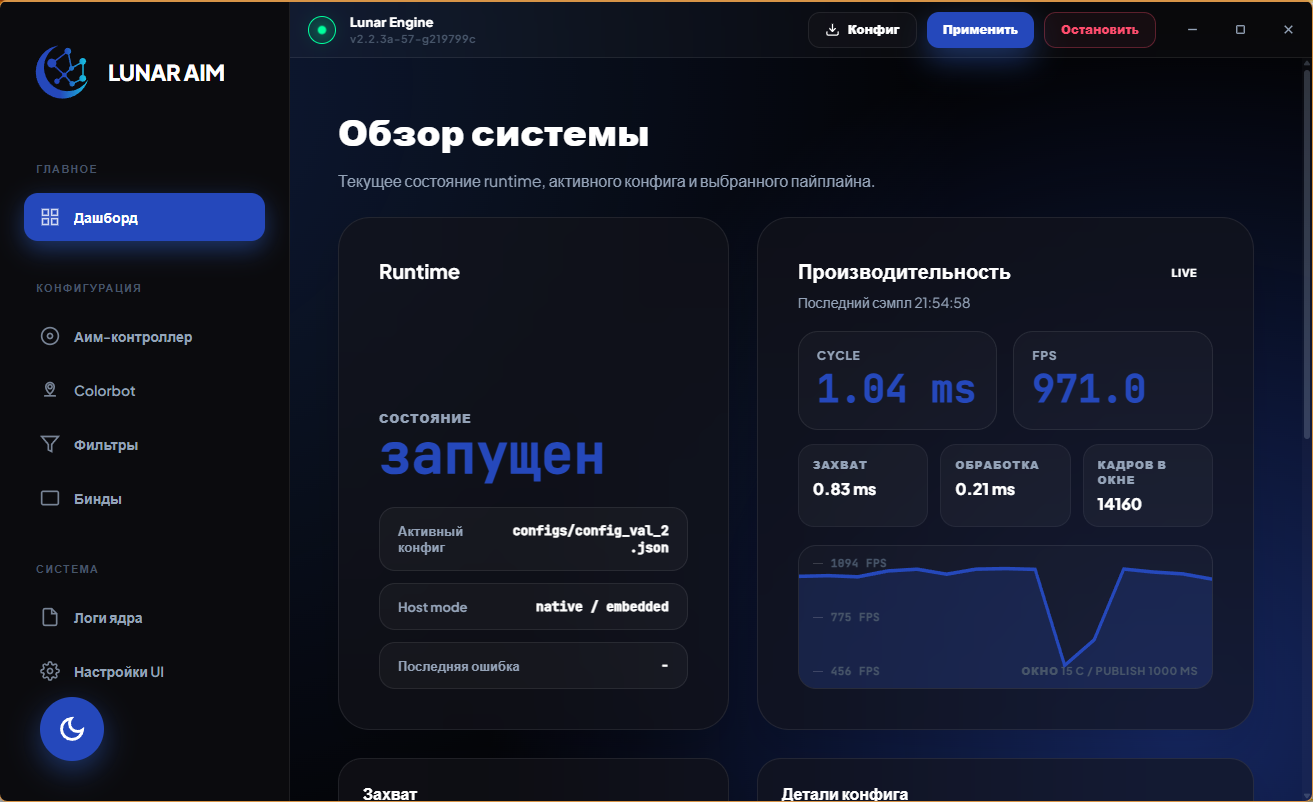 Lunar Engine
v2.2.3a-57-g219799c
Конфиг
Применить
Остановить
LUNAR AIM
ГЛАВНОЕ
Дашборд
КОНФИГУРАЦИЯ
Аим-контроллер
Colorbot
Фильтры
Бинды
СИСТЕМА
Логи ядра
Настройки UI
Обзор системы
Текущее состояние runtime, активного конфига и выбранного пайплайна.
Runtime
СОСТОЯНИЕ
запущен
Активный
конфиг
configs/config_val_2
.json
Host mode
native / embedded
Последняя ошибка
-
Производительность
LIVE
Последний сэмпл 21:54:58
CYCLE
1.04 ms
FPS
971.0
ЗАХВАТ
0.83 ms
ОБРАБОТКА
0.21 ms
КАДРОВ В
ОКНЕ
14160
— 1094 FPS
— 775 FPS
— 456 FPS
ОКНО 15 С / PUBLISH 1000 MS
Захват
Детали конфига